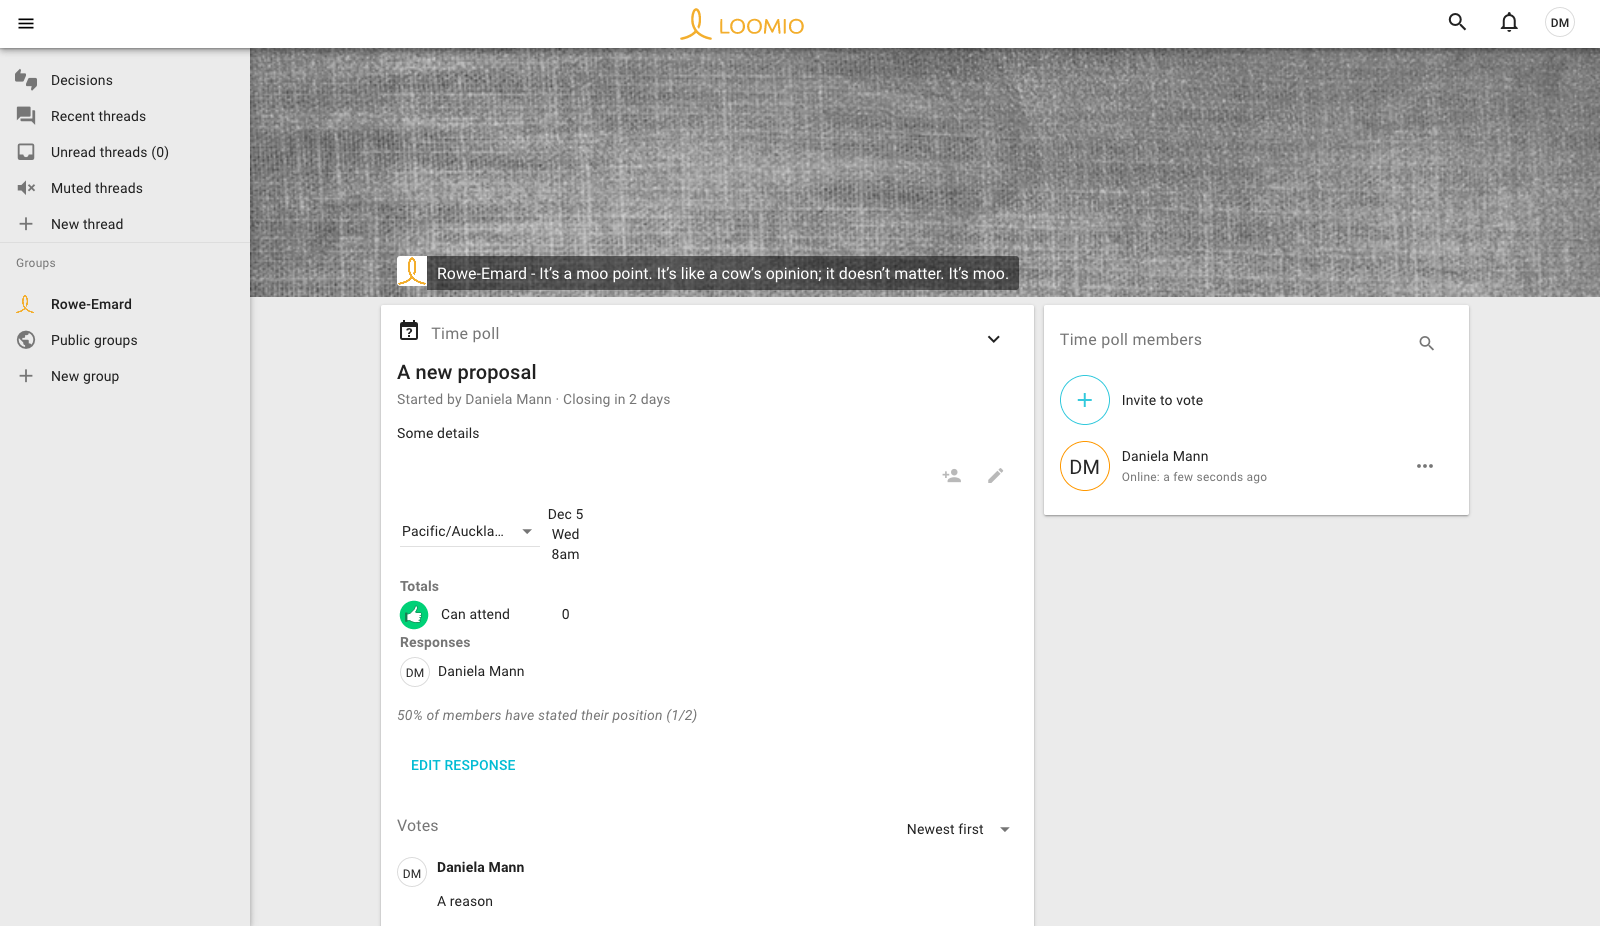 LOOMIO
DM
Decisions
Recent threads
Unread threads (0)
Muted threads
New thread
Groups
Rowe-Emard
Public groups
New group
Rowe-Emard - It’s a moo point. It’s like a cow’s opinion; it doesn’t matter. It’s moo.
Time poll
A new proposal
Started by Daniela Mann · Closing in 2 days
Some details
Pacific/Auckla...
Dec 5
Wed
8am
Totals
Can attend 0
Responses
DM Daniela Mann
50% of members have stated their position (1/2)
EDIT RESPONSE
Votes
Newest first
DM Daniela Mann
A reason
Time poll members
Invite to vote
DM Daniela Mann
Online: a few seconds ago